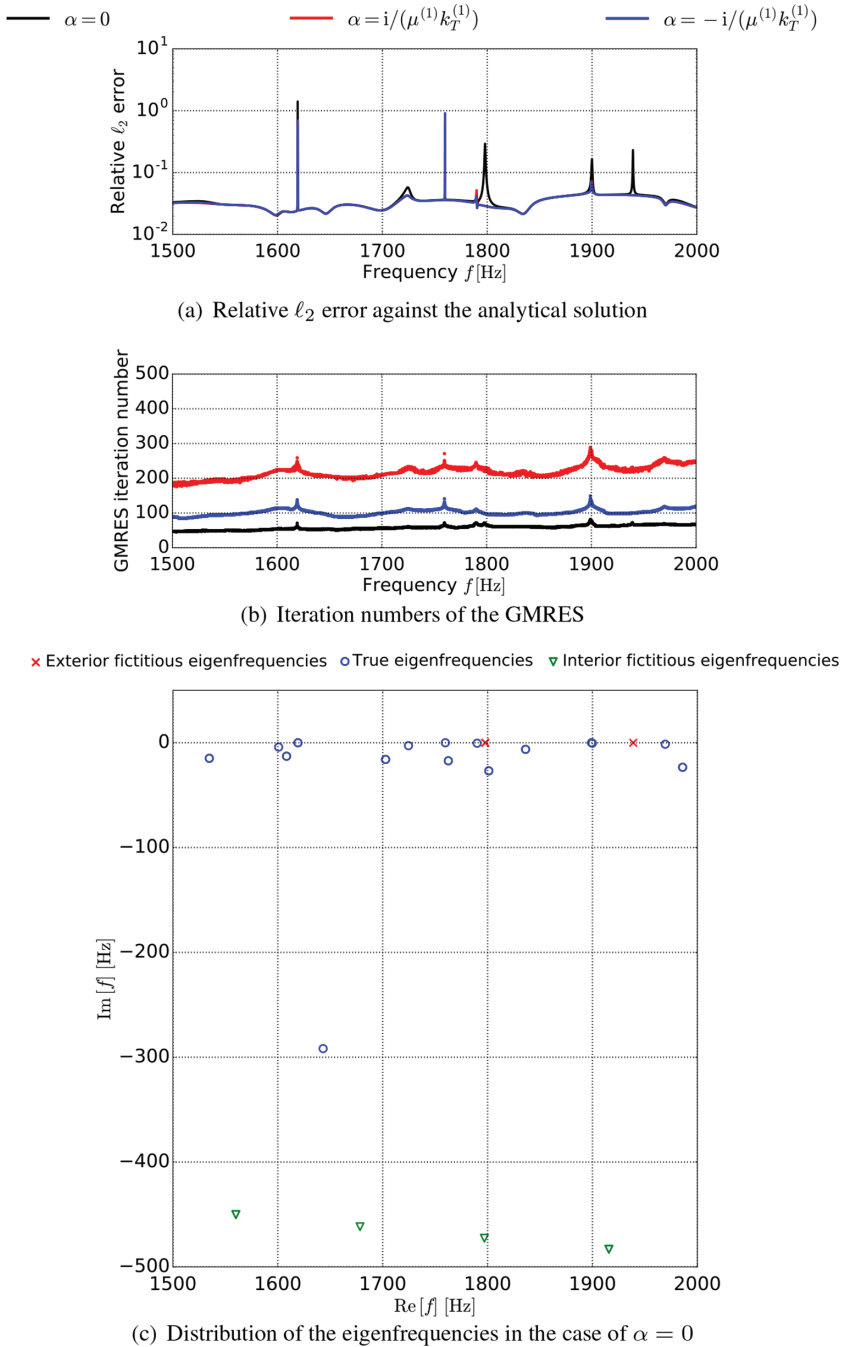 α = 0
α = i/(μ^(1) k_T^(1))
α = − i/(μ^(1) k_T^(1))
10^1
10^0
10^-1
10^-2
Relative ℓ2 error
1500 1600 1700 1800 1900 2000
Frequency f [Hz]
(a) Relative ℓ2 error against the analytical solution
500
400
300
200
100
0
GMRES iteration number
1500 1600 1700 1800 1900 2000
Frequency f [Hz]
(b) Iteration numbers of the GMRES
Exterior fictitious eigenfrequencies
True eigenfrequencies
Interior fictitious eigenfrequencies
0
−100
−200
−300
−400
−500
Im [f] [Hz]
1500 1600 1700 1800 1900 2000
Re [f] [Hz]
(c) Distribution of the eigenfrequencies in the case of α = 0